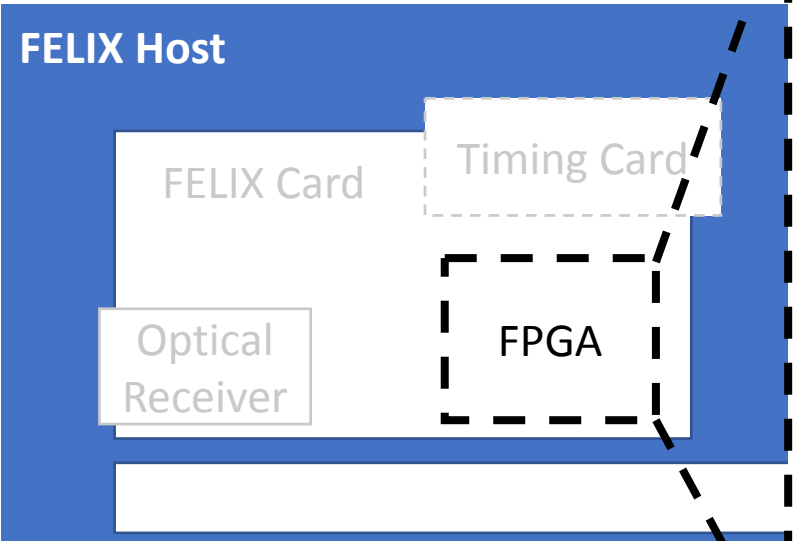 FELIX Host
Timing Card
FELIX Card
Optical
Receiver
FPGA